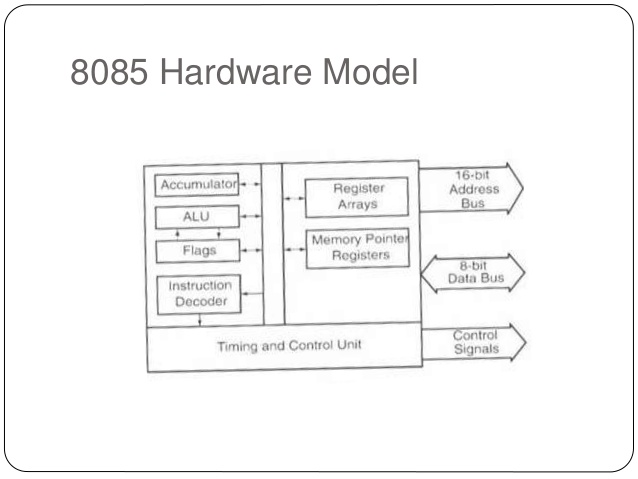 8085 Hardware Model
Accumulator
ALU
Flags
Instruction
Decoder
Register
Arrays
Memory Pointer
Registers
Timing and Control Unit
16-bit
Address
Bus
8-bit
Data Bus
Control
Signals